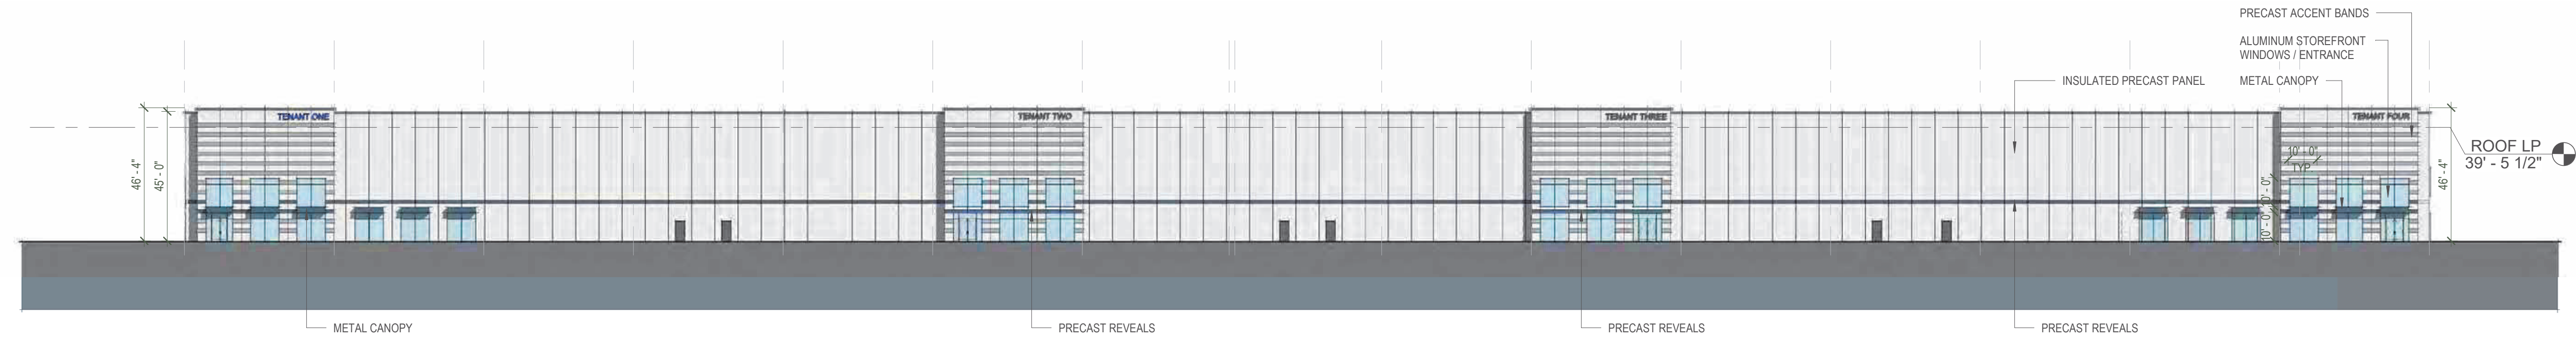 PRECAST ACCENT BANDS
ALUMINUM STOREFRONT
WINDOWS / ENTRANCE
INSULATED PRECAST PANEL
METAL CANOPY
TENANT ONE
TENANT TWO
TENANT THREE
TENANT FOUR
46' - 4"
45' - 0"
10' - 0"
TYP
10' - 0"
10' - 0"
46' - 4"
ROOF LP
39' - 5 1/2"
METAL CANOPY
PRECAST REVEALS
PRECAST REVEALS
PRECAST REVEALS